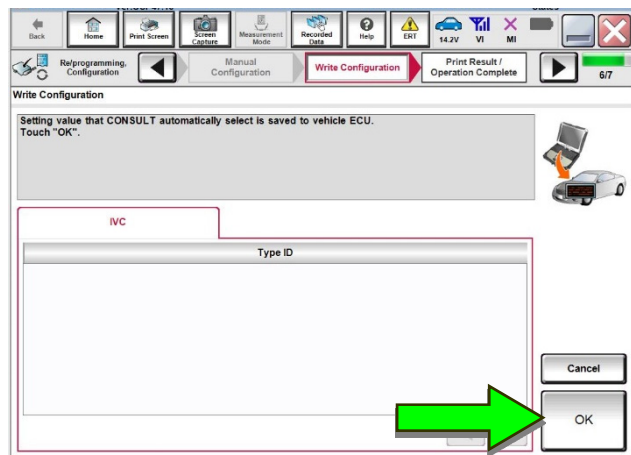 Back
Home
Print Screen
Screen
Capture
Measurement
Mode
Recorded
Data
Help
ERT
14.2V
VI
MI
Re/programming,
Configuration
Manual
Configuration
Write Configuration
Print Result /
Operation Complete
6/7
Write Configuration
Setting value that CONSULT automatically select is saved to vehicle ECU.
Touch "OK".
IVC
Type ID
Cancel
OK